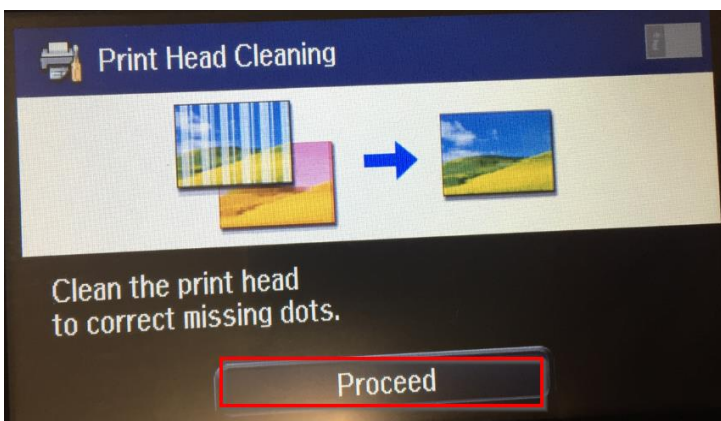 Print Head Cleaning
Clean the print head
to correct missing dots.
Proceed